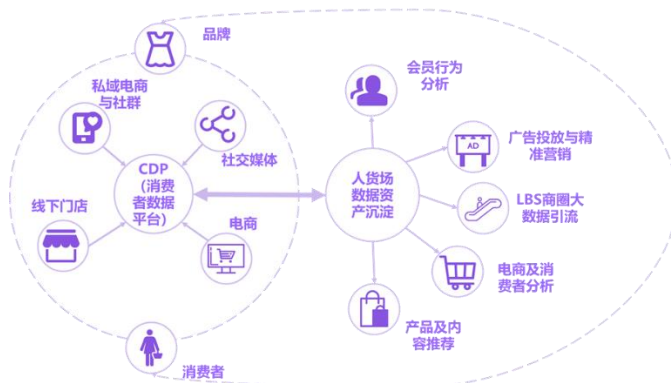 品牌
私域电商
与社群
社交媒体
CDP
（消费
者数据
平台）
线下门店
电商
消费者
会员行为
分析
人货场
数据资
产沉淀
AD
广告投放与精
准营销
LBS商圈大
数据引流
电商及消
费者分析
产品及内
容推荐